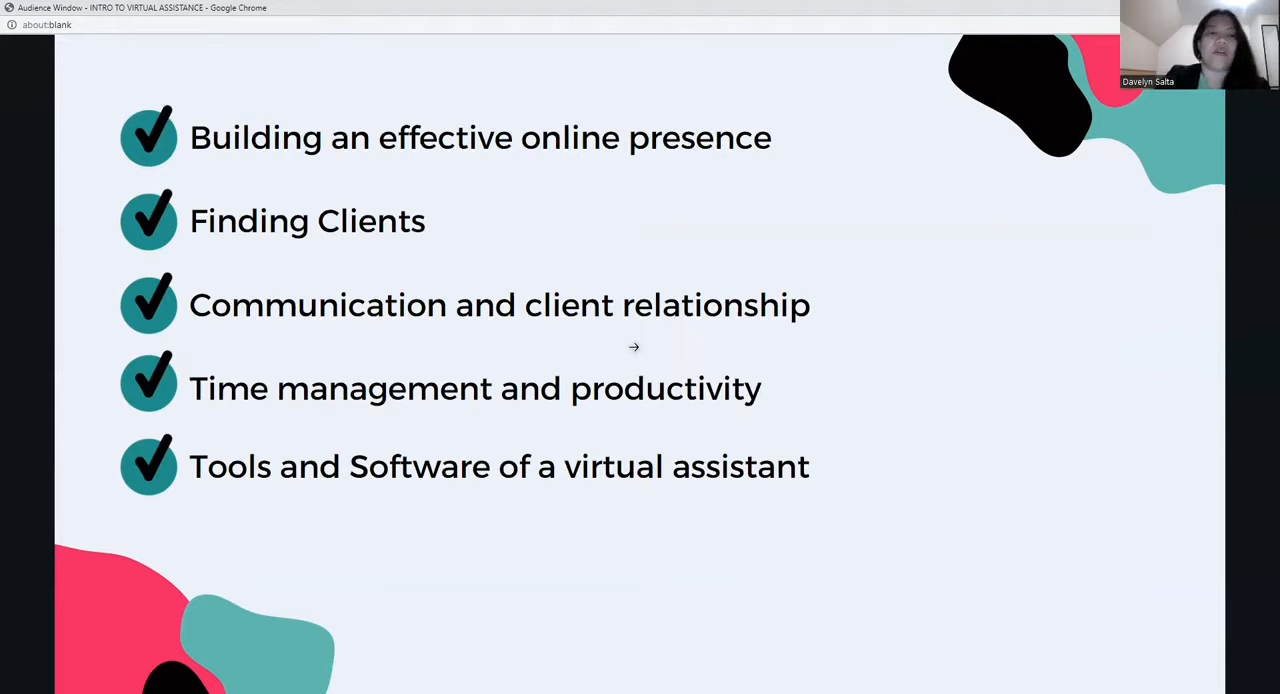 Audience Window - INTRO TO VIRTUAL ASSISTANCE - Google Chrome
about:blank
Davelyn Salta
Building an effective online presence
Finding Clients
Communication and client relationship
Time management and productivity
Tools and Software of a virtual assistant